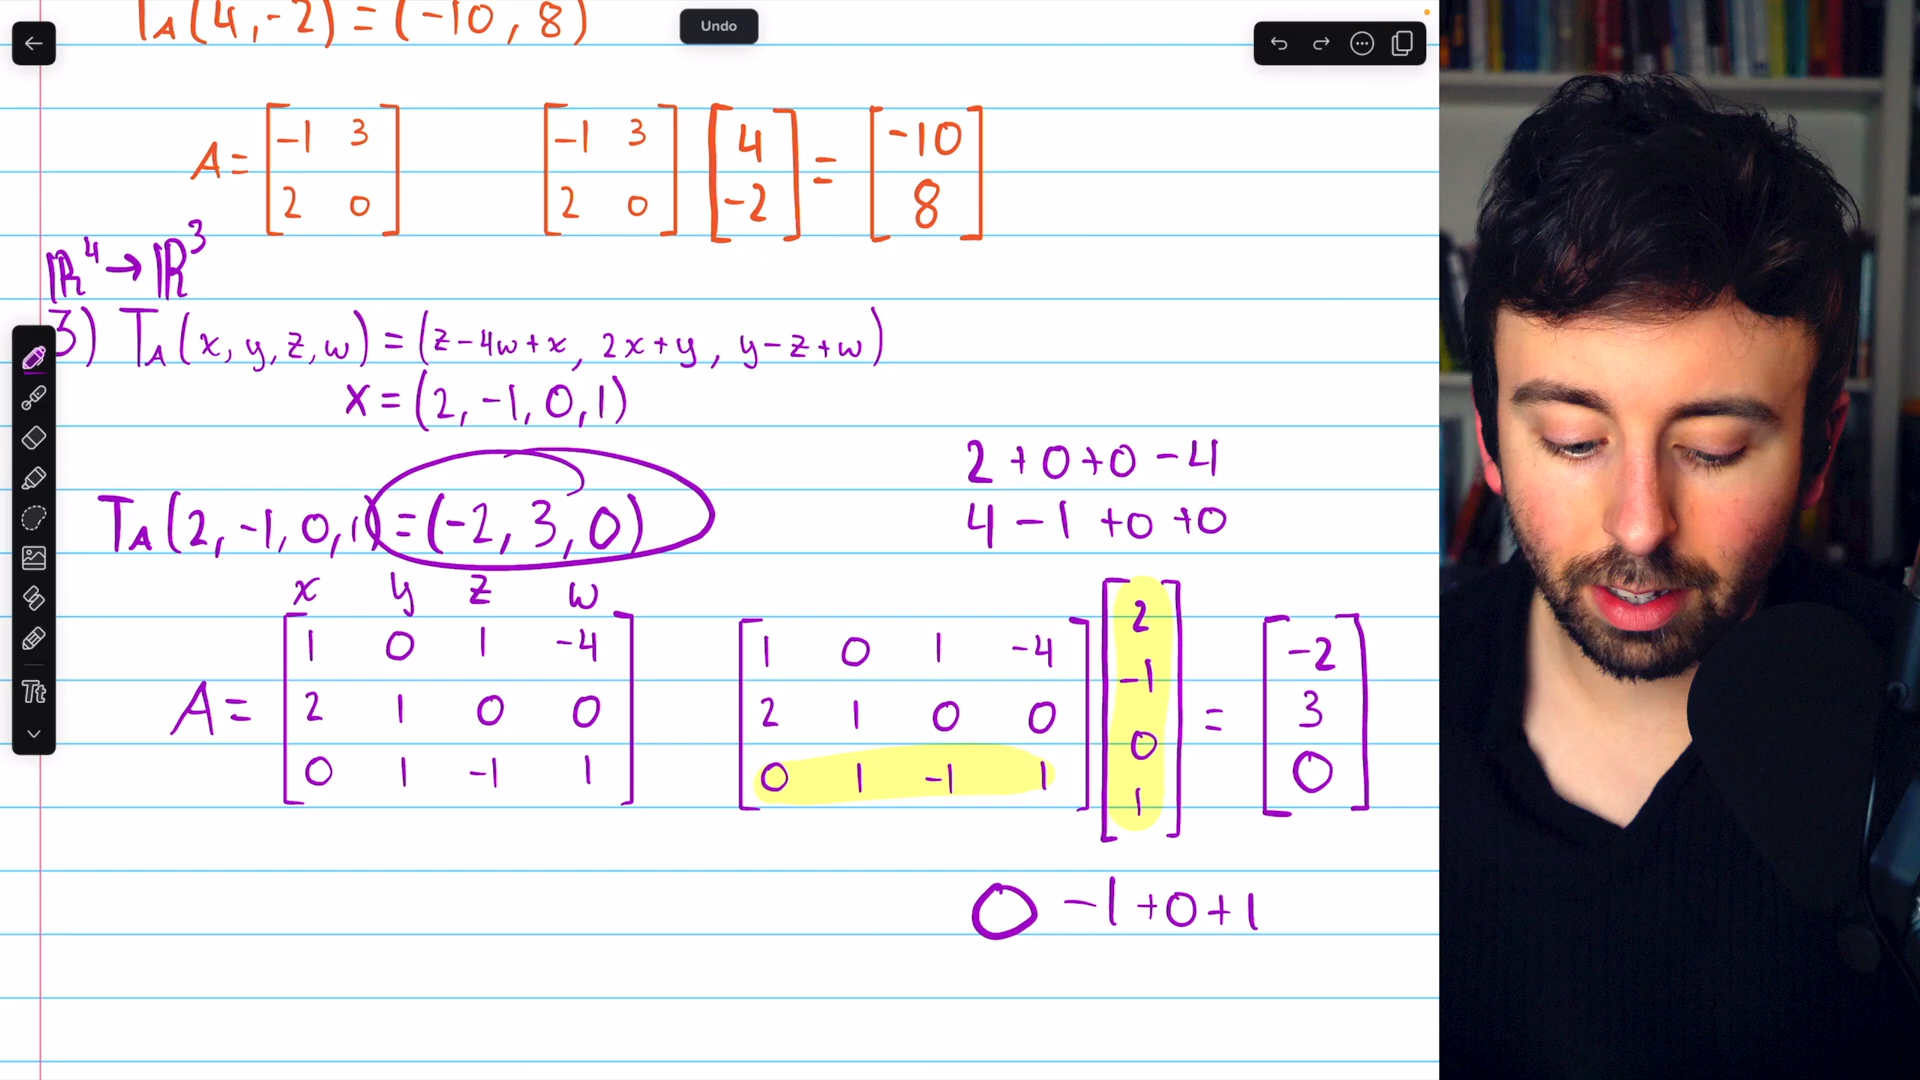 T_A(4,-2) = (-10, 8)
Undo
A = [-1 3; 2 0]   [-1 3; 2 0] [4; -2] = [-10; 8]
ℝ⁴ → ℝ³
3) T_A(x, y, z, w) = (z-4w+x, 2x+y, y-z+w)
x = (2, -1, 0, 1)
2 + 0 + 0 - 4
T_A(2, -1, 0, 1) = (-2, 3, 0)
4 - 1 + 0 + 0
x y z w
A = [1 0 1 -4; 2 1 0 0; 0 1 -1 1]   [1 0 1 -4; 2 1 0 0; 0 1 -1 1] [2; -1; 0; 1] = [-2; 3; 0]
0 - 1 + 0 + 1
Tt